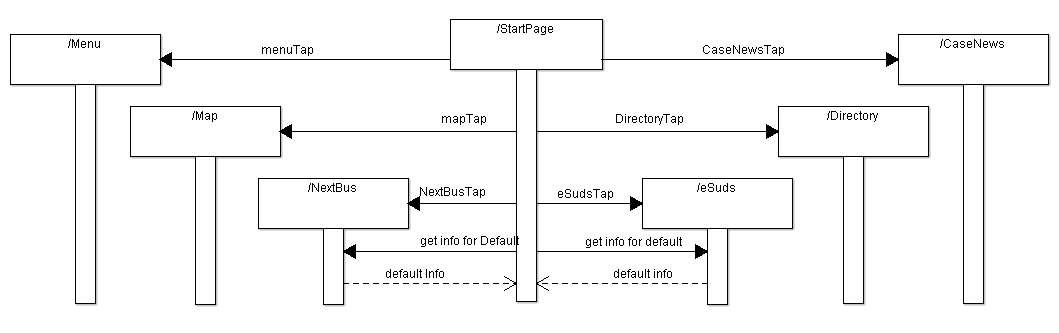 /StartPage
/Menu
menuTap
CaseNewsTap
/CaseNews
/Map
mapTap
DirectoryTap
/Directory
/NextBus
NextBusTap
eSudsTap
/eSuds
get info for Default
get info for default
default Info
default info